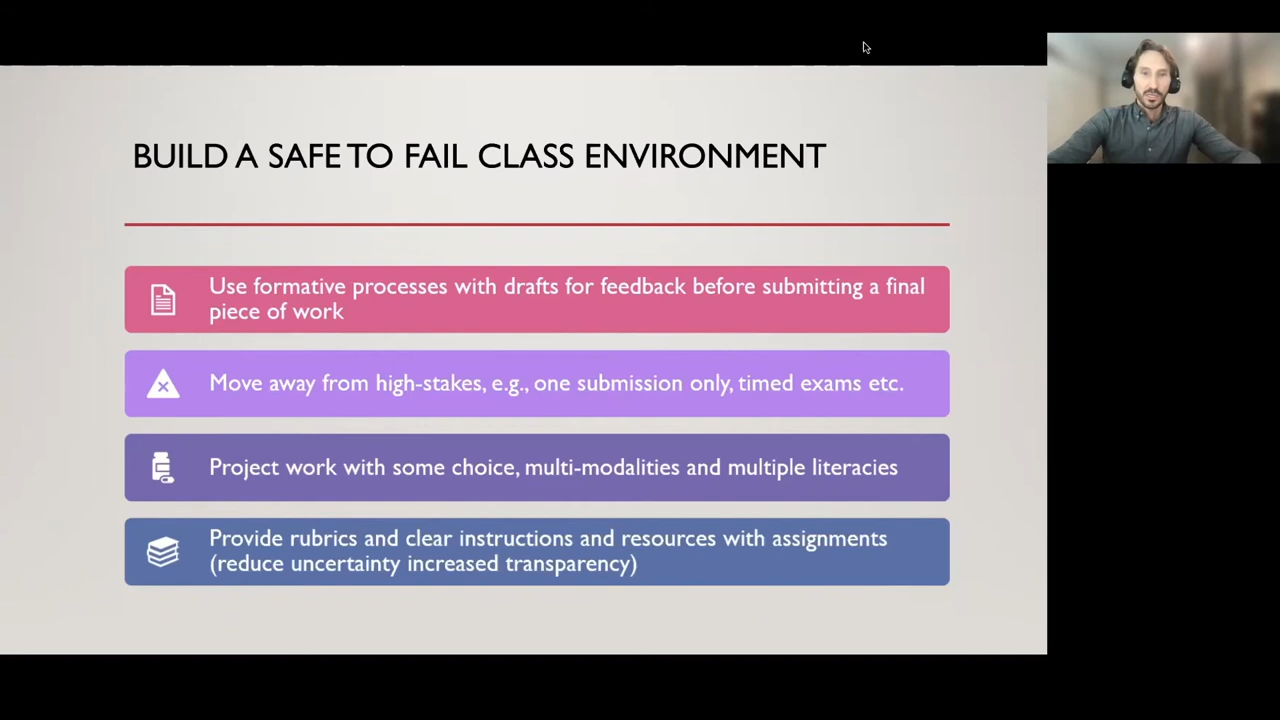 BUILD A SAFE TO FAIL CLASS ENVIRONMENT
Use formative processes with drafts for feedback before submitting a final
piece of work
Move away from high-stakes, e.g., one submission only, timed exams etc.
Project work with some choice, multi-modalities and multiple literacies
Provide rubrics and clear instructions and resources with assignments
(reduce uncertainty increased transparency)